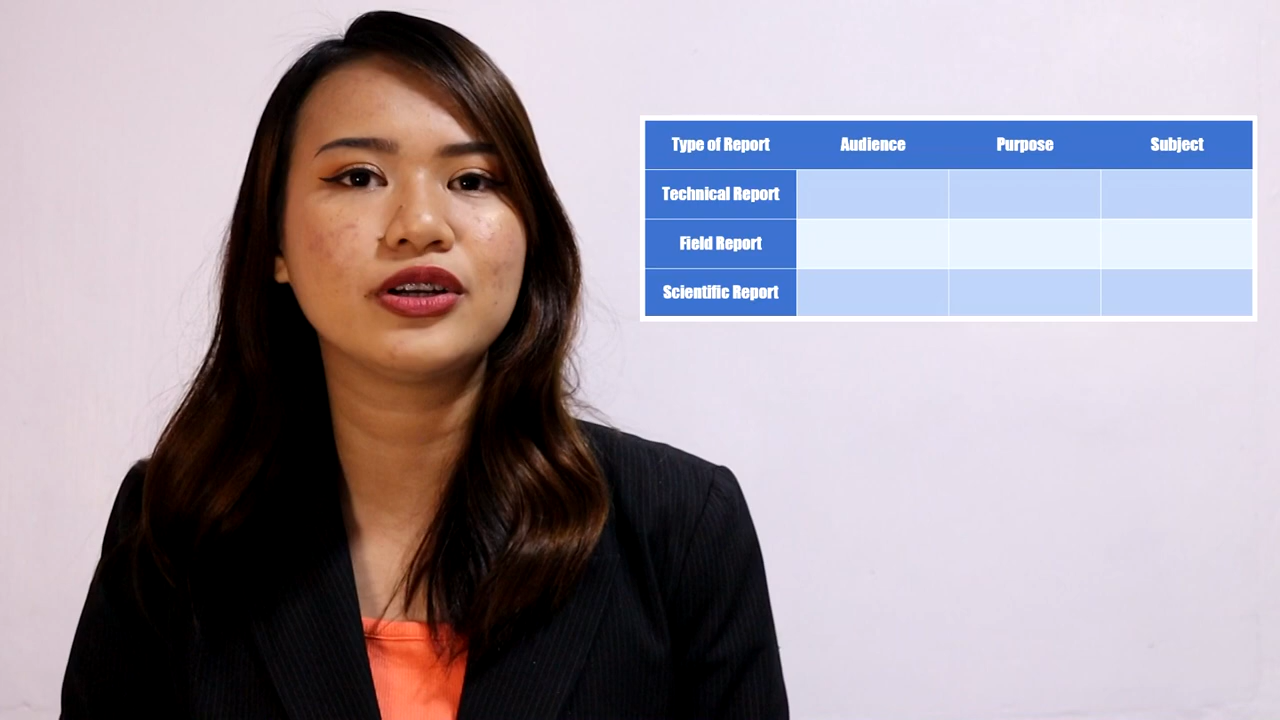 Type of Report Audience Purpose Subject
Technical Report
Field Report
Scientific Report